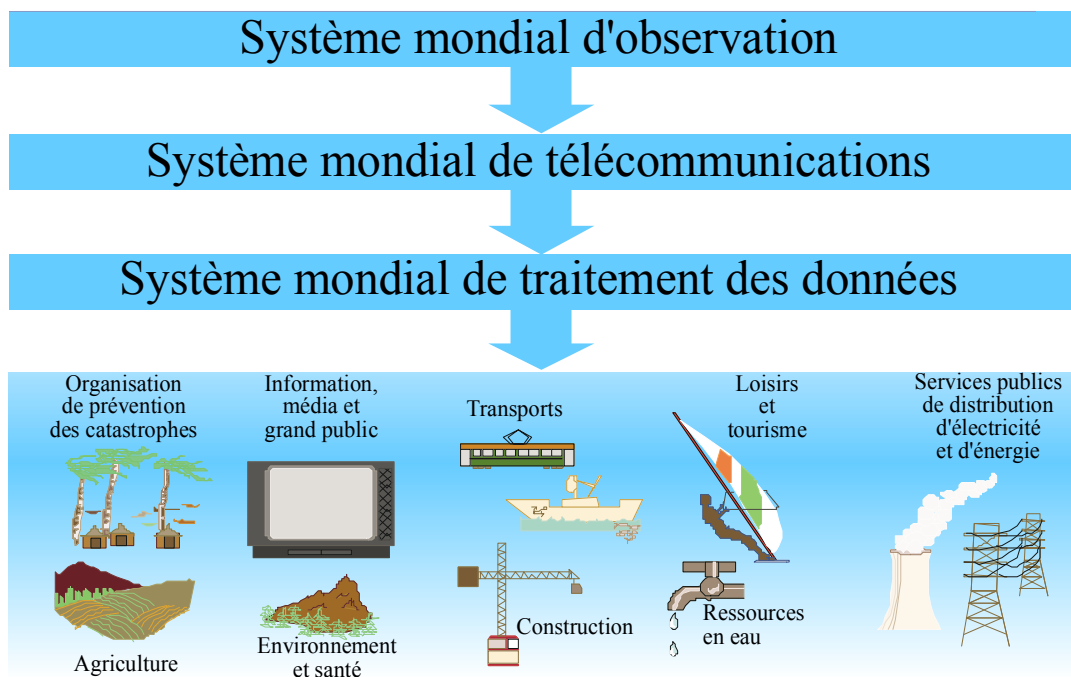 Système mondial d'observation
Système mondial de télécommunications
Système mondial de traitement des données
Organisation
de prévention
des catastrophes
Information,
média et
grand public
Transports
Loisirs
et
tourisme
Services publics
de distribution
d'électricité
et d'énergie
Agriculture
Environnement
et santé
Construction
Ressources
en eau